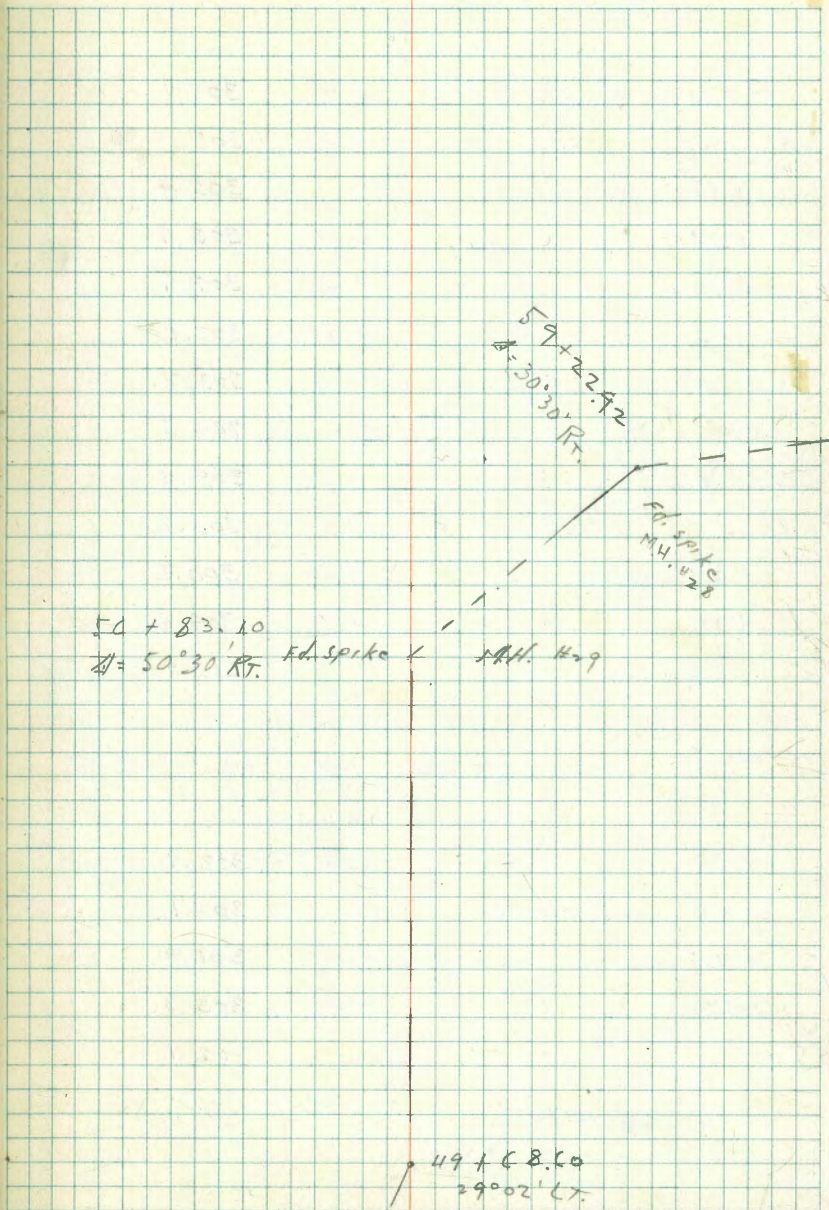 59+22.92
Δ=30°30' RT.
Fd. spike
M.H. #28
56 + 83.10
Δ= 50°30' RT. Fd. spike M.H. #29
49 + 68.60
29°02' LT.